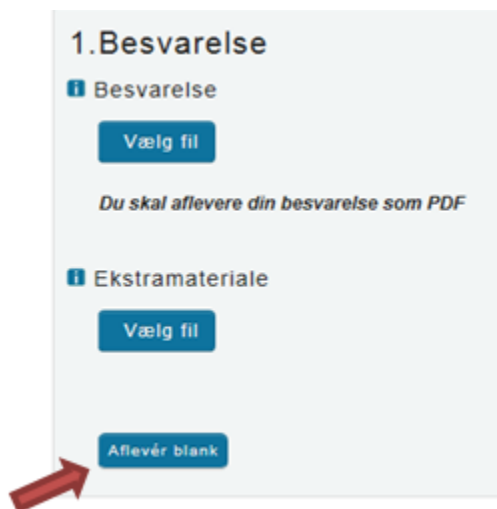 1.Besvarelse
Besvarelse
Vælg fil
Du skal aflevere din besvarelse som PDF
Ekstramateriale
Vælg fil
Aflevér blank